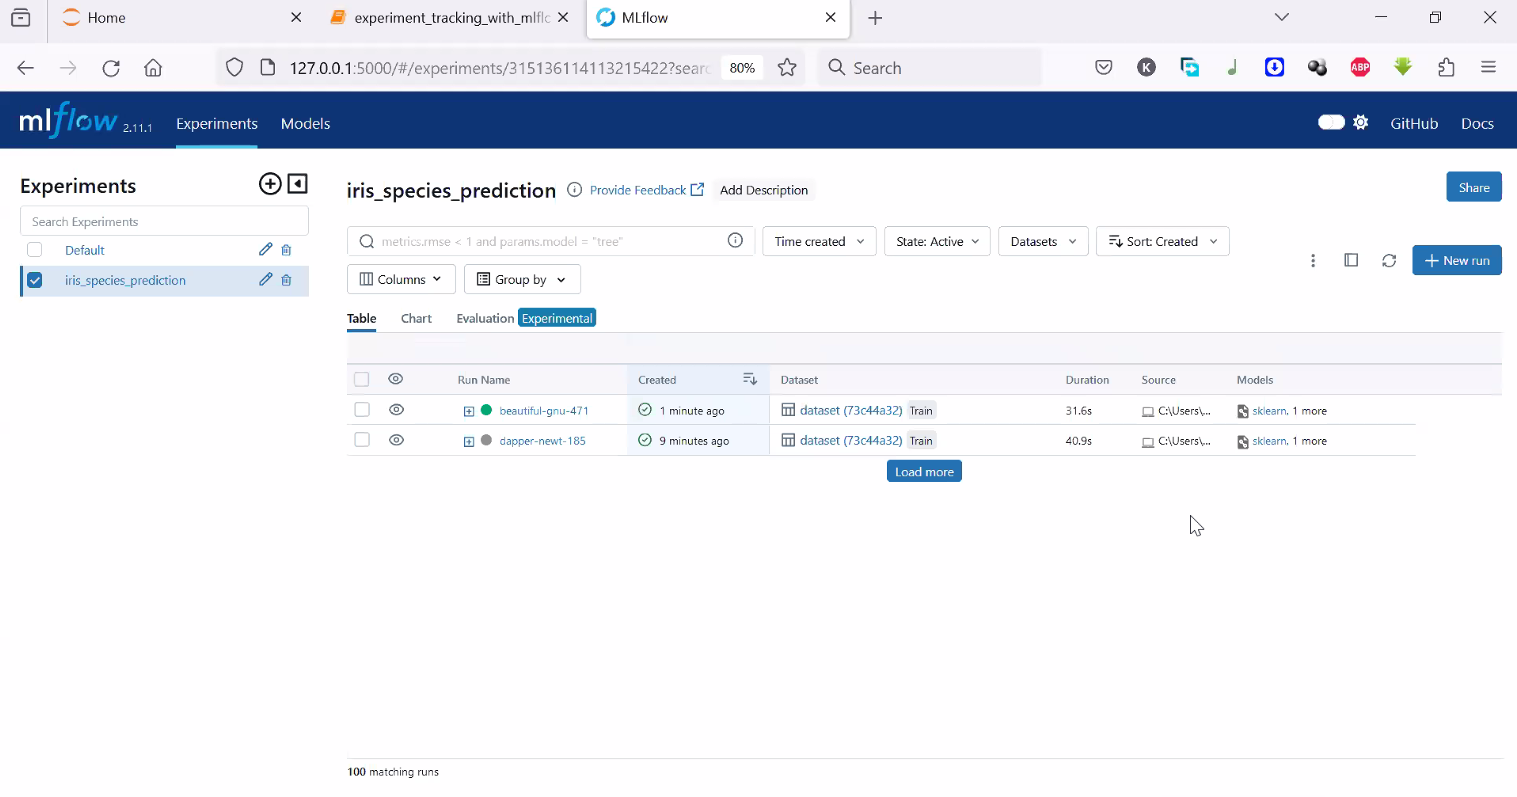 Home
experiment_tracking_with_mlflc
MLflow
127.0.0.1:5000/#/experiments/315136114113215422?searc
80%
Search
K
ABP
mlflow 2.11.1
Experiments
Models
GitHub
Docs
Experiments
Search Experiments
Default
iris_species_prediction
iris_species_prediction
Provide Feedback
Add Description
Share
metrics.rmse < 1 and params.model = "tree"
Time created
State: Active
Datasets
Sort: Created
Columns
Group by
New run
Table
Chart
Evaluation Experimental
Run Name
Created
Dataset
Duration
Source
Models
beautiful-gnu-471
1 minute ago
dataset (73c44a32) Train
31.6s
C:\Users\...
sklearn, 1 more
dapper-newt-185
9 minutes ago
dataset (73c44a32) Train
40.9s
C:\Users\...
sklearn, 1 more
Load more
100 matching runs